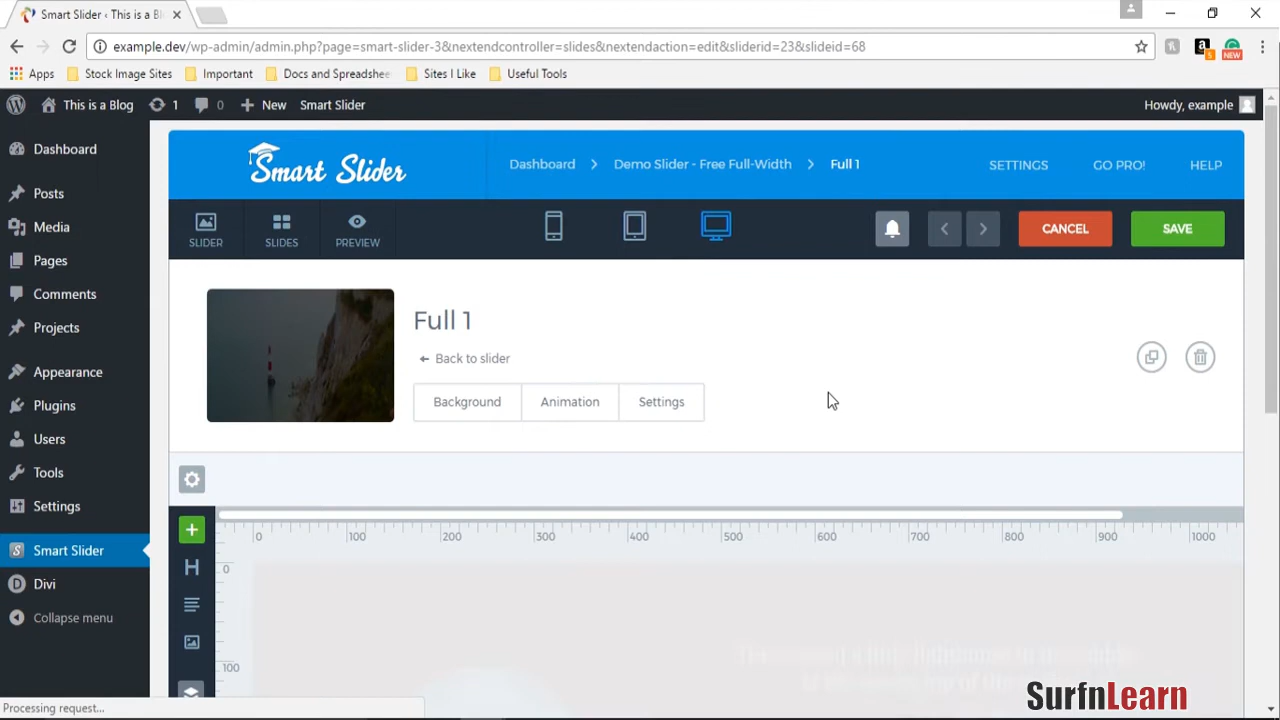 Smart Slider ‹ This is a Blo
example.dev/wp-admin/admin.php?page=smart-slider-3&nextendcontroller=slides&nextendaction=edit&sliderid=23&slideid=68
5
NEW
Apps Stock Image Sites Important Docs and Spreadshee Sites I Like Useful Tools
This is a Blog 1 0 New Smart Slider Howdy, example
Dashboard
Posts
Media
Pages
Comments
Projects
Appearance
Plugins
Users
Tools
Settings
Smart Slider
Divi
Collapse menu
Smart Slider Dashboard Demo Slider - Free Full-Width Full 1 SETTINGS GO PRO! HELP
SLIDER SLIDES PREVIEW CANCEL SAVE
Full 1
Back to slider
Background Animation Settings
0 100 200 300 400 500 600 700 800 900 1000
0
H
100
Processing request...
SurfnLearn